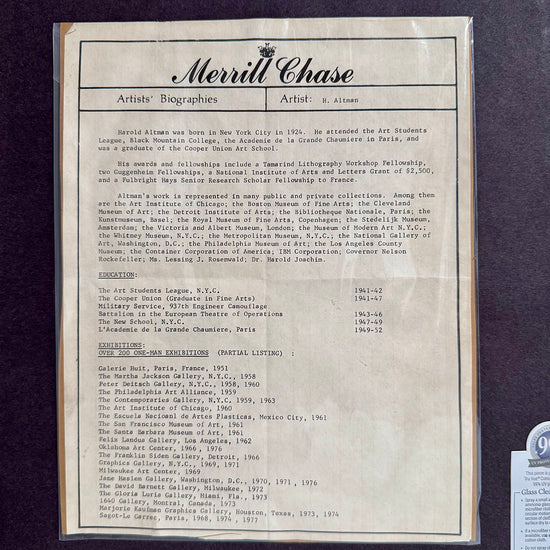 Merrill Chase
Artists' Biographies
Artist: H. Altman
Harold Altman was born in New York City in 1924. He attended the Art Students
League, Black Mountain College, the Academie de la Grande Chaumiere in Paris, and
was a graduate of the Cooper Union Art School.
His awards and fellowships include a Tamarind Lithography Workshop Fellowship,
two Guggenheim Fellowships, a National Institute of Arts and Letters Grant of $2,500,
and a Fulbright Hays Senior Research Scholar Fellowship to France.
Altman's work is represented in many public and private collections. Among them
are the Art Institute of Chicago; the Boston Museum of Fine Arts; the Cleveland
Museum of Art; the Detroit Institute of Arts; the Bibliotheque Nationale, Paris; the
Kunstmuseum, Basel; the Royal Museum of Fine Arts, Copenhagen; the Stedelijk Museum,
Amsterdam; the Victoria and Albert Museum, London; the Museum of Modern Art N.Y.C.;
the Whitney Museum, N.Y.C.; the Metropolitan Museum, N.Y.C.; the National Gallery of
Art, Washington, D.C.; the Philadelphia Museum of Art; the Los Angeles County
Museum; the Container Corporation of America; IBM Corporation; Governor Nelson
Rockefeller; Ms. Lessing J. Rosenwald; Dr. Harold Joachim.
EDUCATION:
The Art Students League, N.Y.C. 1941-42
The Cooper Union (Graduate in Fine Arts) 1941-47
Military Service, 937th Engineer Camouflage
Battalion in the European Theatre of Operations 1943-46
The New School, N.Y.C. 1947-49
L'Academie de la Grande Chaumiere, Paris 1949-52
EXHIBITIONS:
OVER 200 ONE-MAN EXHIBITIONS (PARTIAL LISTING) :
Galerie Huit, Paris, France, 1951
The Martha Jackson Gallery, N.Y.C., 1958
Peter Deitsch Gallery, N.Y.C., 1958, 1960
The Philadelphia Art Alliance, 1959
The Contemporaries Gallery, N.Y.C. 1959, 1963
The Art Institute of Chicago, 1960
The Escuela Nacional de Artes Plasticas, Mexico City, 1961
The San Francisco Museum of Art, 1961
The Santa Barbara Museum of Art, 1961
Felix Landua Gallery, Los Angeles, 1962
Oklahoma Art Center, 1966, 1976
The Franklin Siden Gallery, Detroit, 1966
Graphics Gallery, N.Y.C., 1969, 1971
Milwaukee Art Center, 1969
Jane Haslem Gallery, Washington, D.C., 1970, 1971, 1976
The David Barnett Gallery, Milwaukee, 1972
The Gloria Luria Gallery, Miami, Fla., 1973
1640 Gallery, Montreal, Canada, 1973
Marjorie Kaufman Graphics Gallery, Houston, Texas, 1973, 1974
Sagot-Le Garrec, Paris, 1968, 1974, 1977
Glass Cle